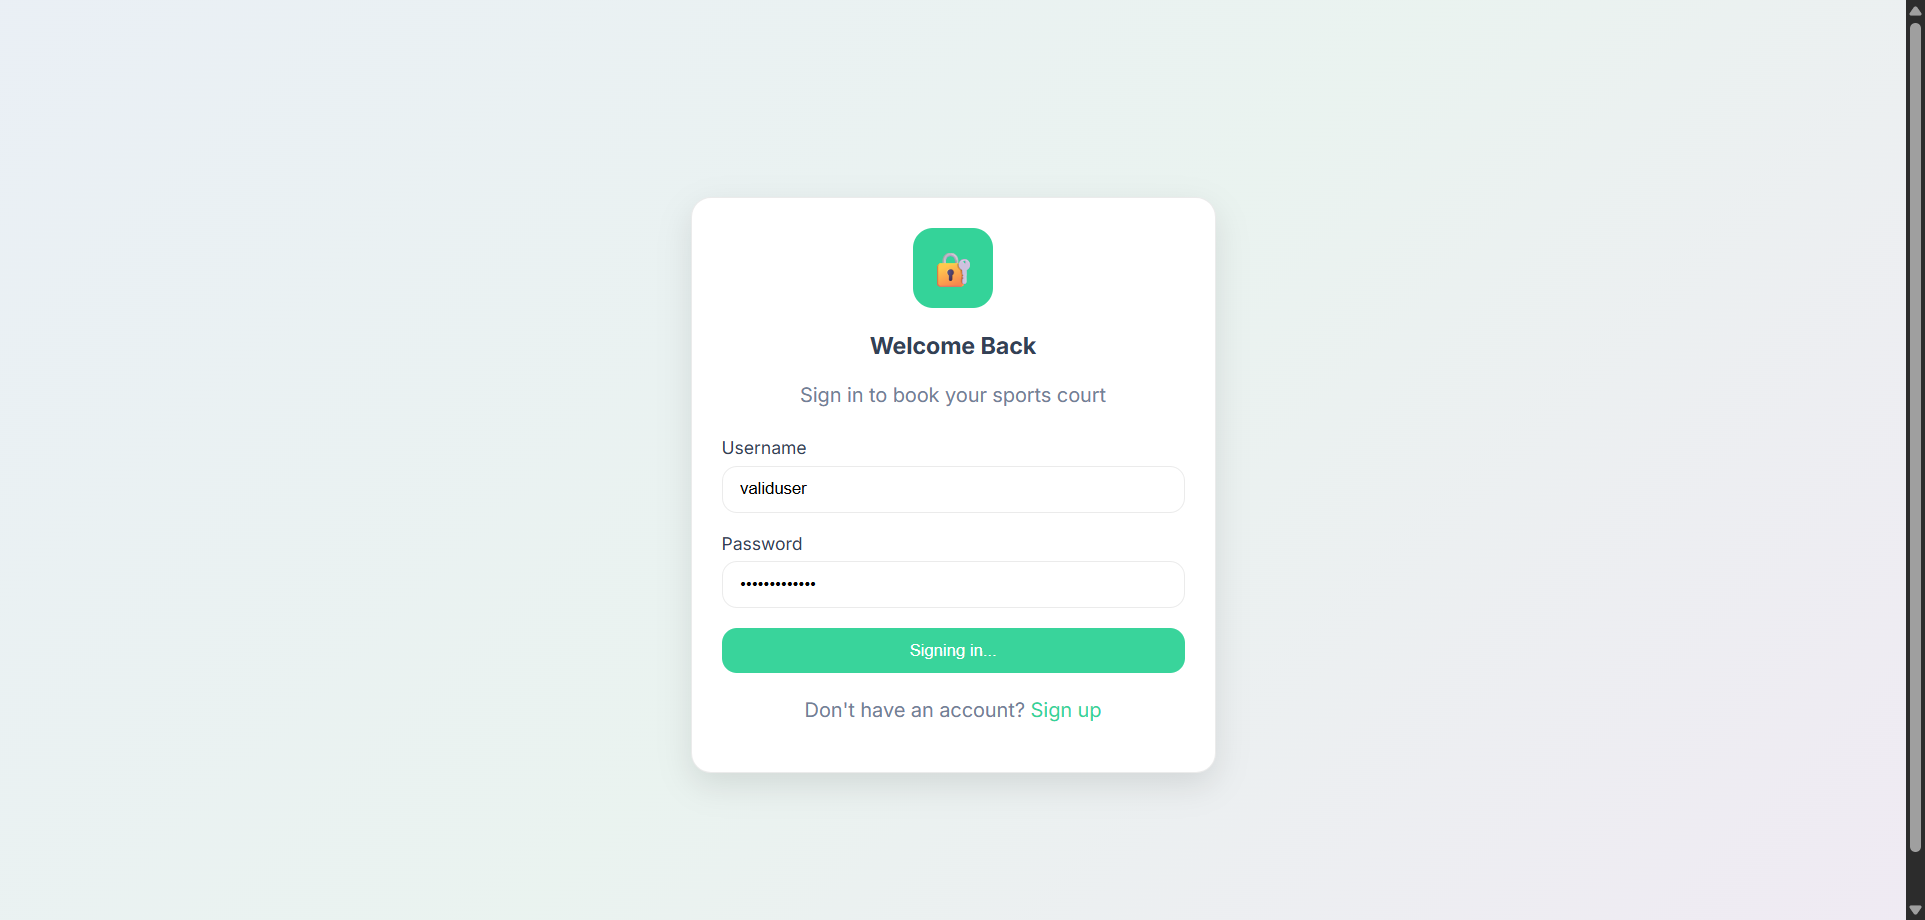 Welcome Back
Sign in to book your sports court
Username
validuser
Password
•••••••••••••
Signing in...
Don't have an account? Sign up